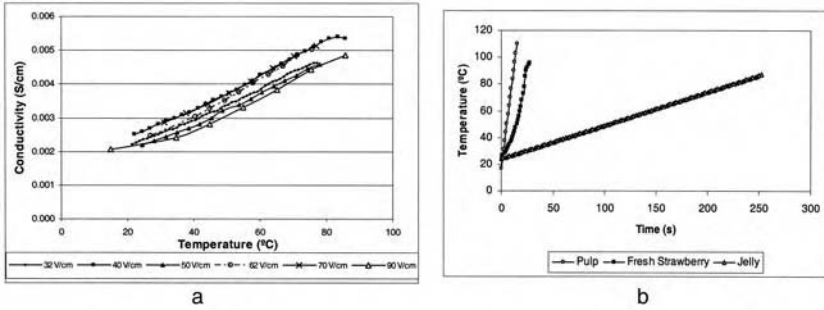 0.006
0.005
0.004
0.003
0.002
0.001
0.000
Conductivity (S/cm)
0 20 40 60 80 100
Temperature (ºC)
32 V/cm 40 V/cm 50 V/cm 62 V/cm 70 V/cm 90 V/cm
a
120
100
80
60
40
20
0
Temperature (ºC)
0 50 100 150 200 250 300
Time (s)
Pulp Fresh Strawberry Jelly
b